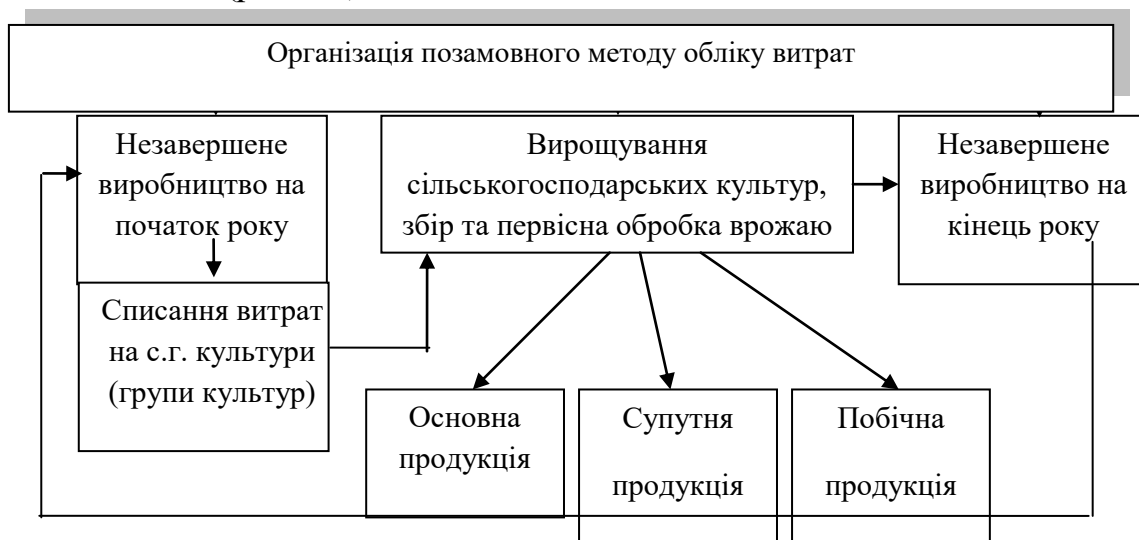 Організація позамовного методу обліку витрат
Незавершене
виробництво на
початок року
Вирощування
сільськогосподарських культур,
збір та первісна обробка врожаю
Незавершене
виробництво на
кінець року
Списання витрат
на с.г. культури
(групи культур)
Основна
продукція
Супутня
продукція
Побічна
продукція